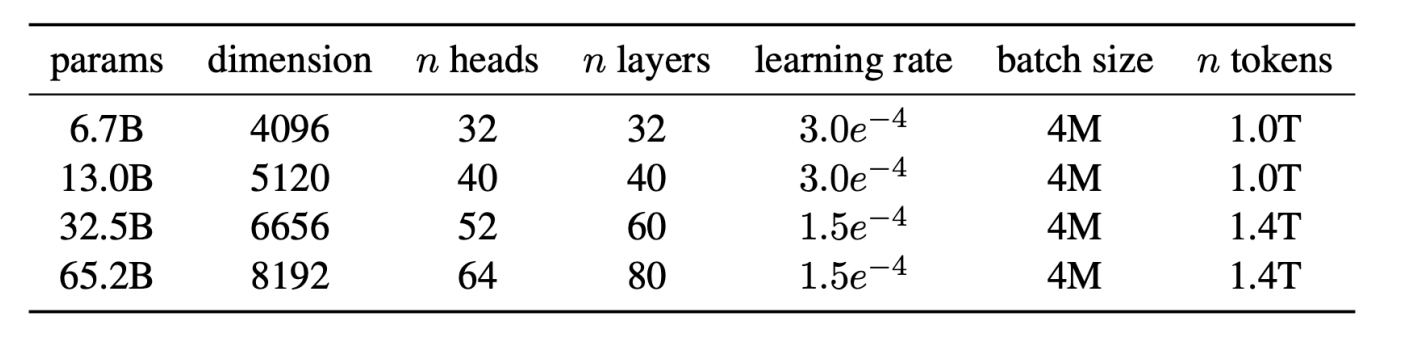 params dimension n heads n layers learning rate batch size n tokens
6.7B 4096 32 32 3.0e⁻⁴ 4M 1.0T
13.0B 5120 40 40 3.0e⁻⁴ 4M 1.0T
32.5B 6656 52 60 1.5e⁻⁴ 4M 1.4T
65.2B 8192 64 80 1.5e⁻⁴ 4M 1.4T